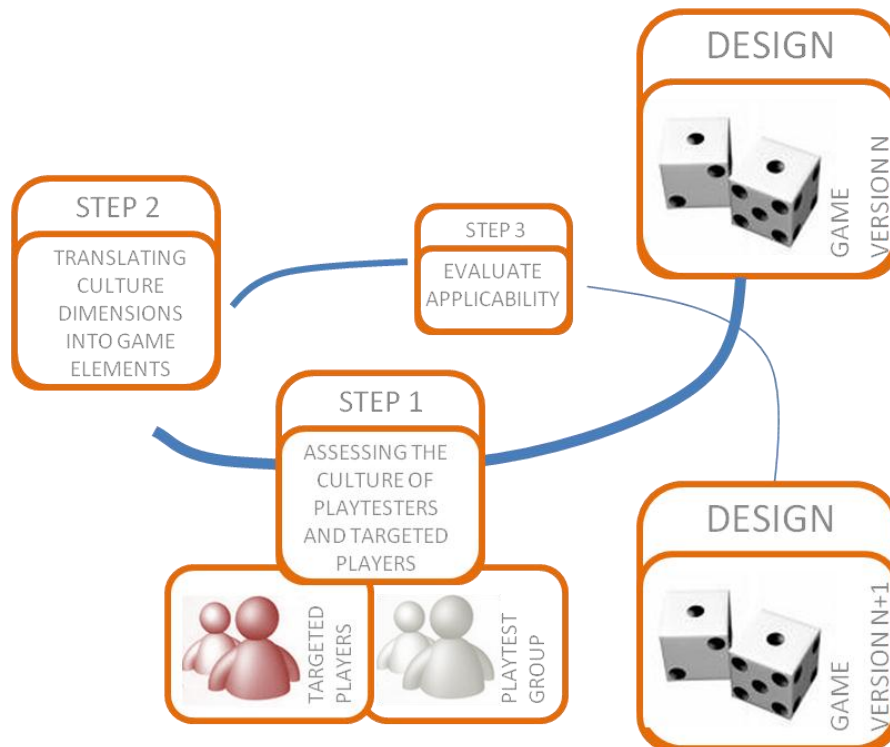 DESIGN
GAME
VERSION N
STEP 2
TRANSLATING
CULTURE
DIMENSIONS
INTO GAME
ELEMENTS
STEP 3
EVALUATE
APPLICABILITY
STEP 1
ASSESSING THE
CULTURE OF
PLAYTESTERS
AND TARGETED
PLAYERS
TARGETED
PLAYERS
PLAYTEST
GROUP
DESIGN
GAME
VERSION N+1